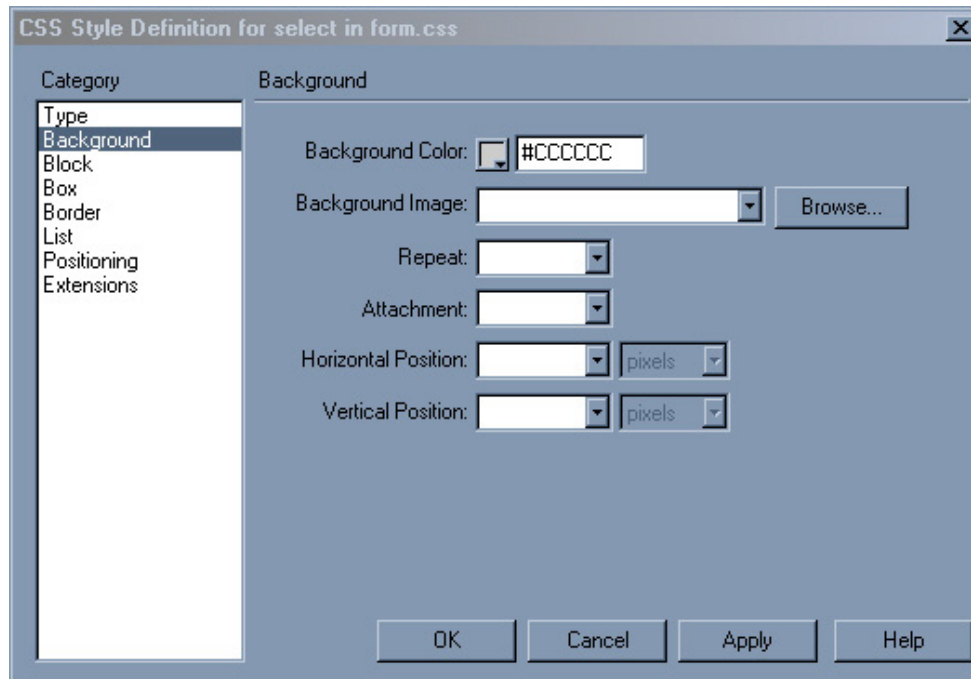 CSS Style Definition for select in form.css
Category
Type
Background
Block
Box
Border
List
Positioning
Extensions
Background
Background Color: #CCCCCC
Background Image: Browse...
Repeat:
Attachment:
Horizontal Position: pixels
Vertical Position: pixels
OK Cancel Apply Help